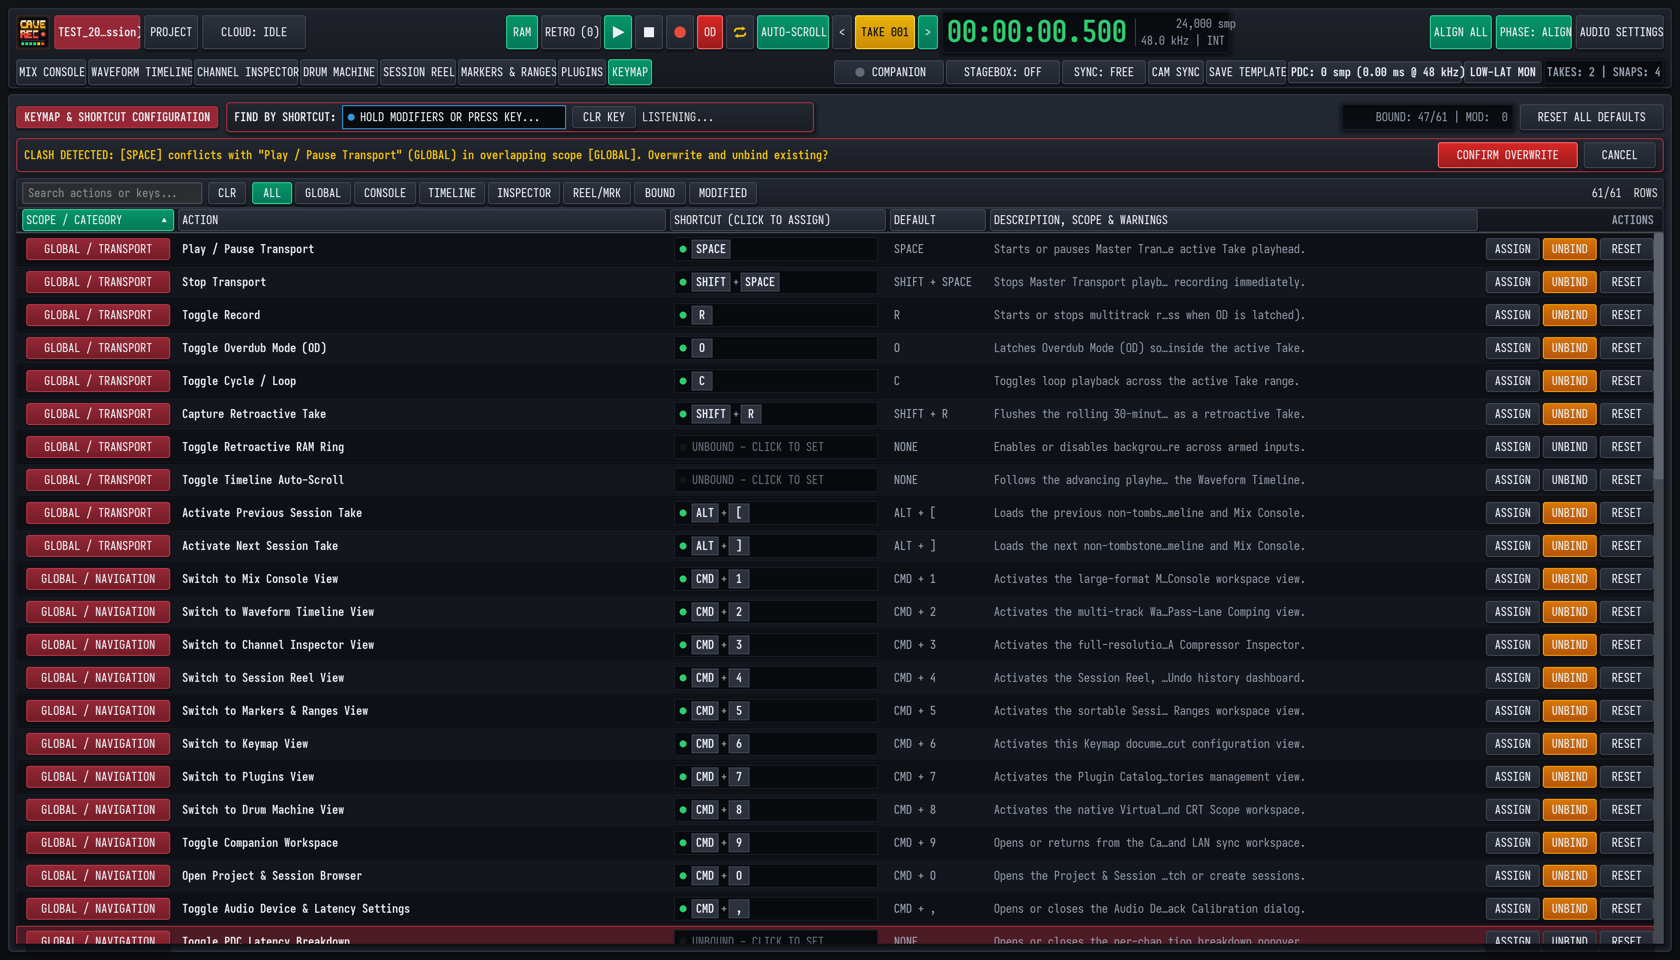 CAVE REC
TEST_20…ssion]
PROJECT
CLOUD: IDLE
RAM
RETRO (0)
OD
AUTO-SCROLL
<
TAKE 001
>
00:00:00.500
24,000 smp
48.0 kHz | INT
ALIGN ALL
PHASE: ALIGN
AUDIO SETTINGS
MIX CONSOLE
WAVEFORM TIMELINE
CHANNEL INSPECTOR
DRUM MACHINE
SESSION REEL
MARKERS & RANGES
PLUGINS
KEYMAP
COMPANION
STAGEBOX: OFF
SYNC: FREE
CAM SYNC
SAVE TEMPLATE
PDC: 0 smp (0.00 ms @ 48 kHz)
LOW-LAT MON
TAKES: 2 | SNAPS: 4
KEYMAP & SHORTCUT CONFIGURATION
FIND BY SHORTCUT:
HOLD MODIFIERS OR PRESS KEY...
CLR KEY
LISTENING...
BOUND: 47/61 | MOD: 0
RESET ALL DEFAULTS
CLASH DETECTED: [SPACE] conflicts with "Play / Pause Transport" (GLOBAL) in overlapping scope [GLOBAL]. Overwrite and unbind existing?
CONFIRM OVERWRITE
CANCEL
Search actions or keys...
CLR
ALL
GLOBAL
CONSOLE
TIMELINE
INSPECTOR
REEL/MRK
BOUND
MODIFIED
61/61 ROWS
SCOPE / CATEGORY ▲ ACTION SHORTCUT (CLICK TO ASSIGN) DEFAULT DESCRIPTION, SCOPE & WARNINGS ACTIONS
GLOBAL / TRANSPORT Play / Pause Transport SPACE SPACE Starts or pauses Master Tran…e active Take playhead. ASSIGN UNBIND RESET
GLOBAL / TRANSPORT Stop Transport SHIFT + SPACE SHIFT + SPACE Stops Master Transport playb… recording immediately. ASSIGN UNBIND RESET
GLOBAL / TRANSPORT Toggle Record R R Starts or stops multitrack r…ss when OD is latched). ASSIGN UNBIND RESET
GLOBAL / TRANSPORT Toggle Overdub Mode (OD) O O Latches Overdub Mode (OD) so…inside the active Take. ASSIGN UNBIND RESET
GLOBAL / TRANSPORT Toggle Cycle / Loop C C Toggles loop playback across the active Take range. ASSIGN UNBIND RESET
GLOBAL / TRANSPORT Capture Retroactive Take SHIFT + R SHIFT + R Flushes the rolling 30-minut… as a retroactive Take. ASSIGN UNBIND RESET
GLOBAL / TRANSPORT Toggle Retroactive RAM Ring UNBOUND – CLICK TO SET NONE Enables or disables backgrou…re across armed inputs. ASSIGN UNBIND RESET
GLOBAL / TRANSPORT Toggle Timeline Auto-Scroll UNBOUND – CLICK TO SET NONE Follows the advancing playhe… the Waveform Timeline. ASSIGN UNBIND RESET
GLOBAL / TRANSPORT Activate Previous Session Take ALT + [ ALT + [ Loads the previous non-tombs…meline and Mix Console. ASSIGN UNBIND RESET
GLOBAL / TRANSPORT Activate Next Session Take ALT + ] ALT + ] Loads the next non-tombstone…meline and Mix Console. ASSIGN UNBIND RESET
GLOBAL / NAVIGATION Switch to Mix Console View CMD + 1 CMD + 1 Activates the large-format M…Console workspace view. ASSIGN UNBIND RESET
GLOBAL / NAVIGATION Switch to Waveform Timeline View CMD + 2 CMD + 2 Activates the multi-track Wa…Pass-Lane Comping view. ASSIGN UNBIND RESET
GLOBAL / NAVIGATION Switch to Channel Inspector View CMD + 3 CMD + 3 Activates the full-resolutio…A Compressor Inspector. ASSIGN UNBIND RESET
GLOBAL / NAVIGATION Switch to Session Reel View CMD + 4 CMD + 4 Activates the Session Reel, …Undo history dashboard. ASSIGN UNBIND RESET
GLOBAL / NAVIGATION Switch to Markers & Ranges View CMD + 5 CMD + 5 Activates the sortable Sessi… Ranges workspace view. ASSIGN UNBIND RESET
GLOBAL / NAVIGATION Switch to Keymap View CMD + 6 CMD + 6 Activates this Keymap docume…cut configuration view. ASSIGN UNBIND RESET
GLOBAL / NAVIGATION Switch to Plugins View CMD + 7 CMD + 7 Activates the Plugin Catalog…tories management view. ASSIGN UNBIND RESET
GLOBAL / NAVIGATION Switch to Drum Machine View CMD + 8 CMD + 8 Activates the native Virtual…nd CRT Scope workspace. ASSIGN UNBIND RESET
GLOBAL / NAVIGATION Toggle Companion Workspace CMD + 9 CMD + 9 Opens or returns from the Ca…and LAN sync workspace. ASSIGN UNBIND RESET
GLOBAL / NAVIGATION Open Project & Session Browser CMD + O CMD + O Opens the Project & Session …tch or create sessions. ASSIGN UNBIND RESET
GLOBAL / NAVIGATION Toggle Audio Device & Latency Settings CMD + , CMD + , Opens or closes the Audio De…ack Calibration dialog. ASSIGN UNBIND RESET
GLOBAL / NAVIGATION Toggle PDC Latency Breakdown UNBOUND – CLICK TO SET NONE Opens or closes the per-chan…tion breakdown popover. ASSIGN UNBIND RESET